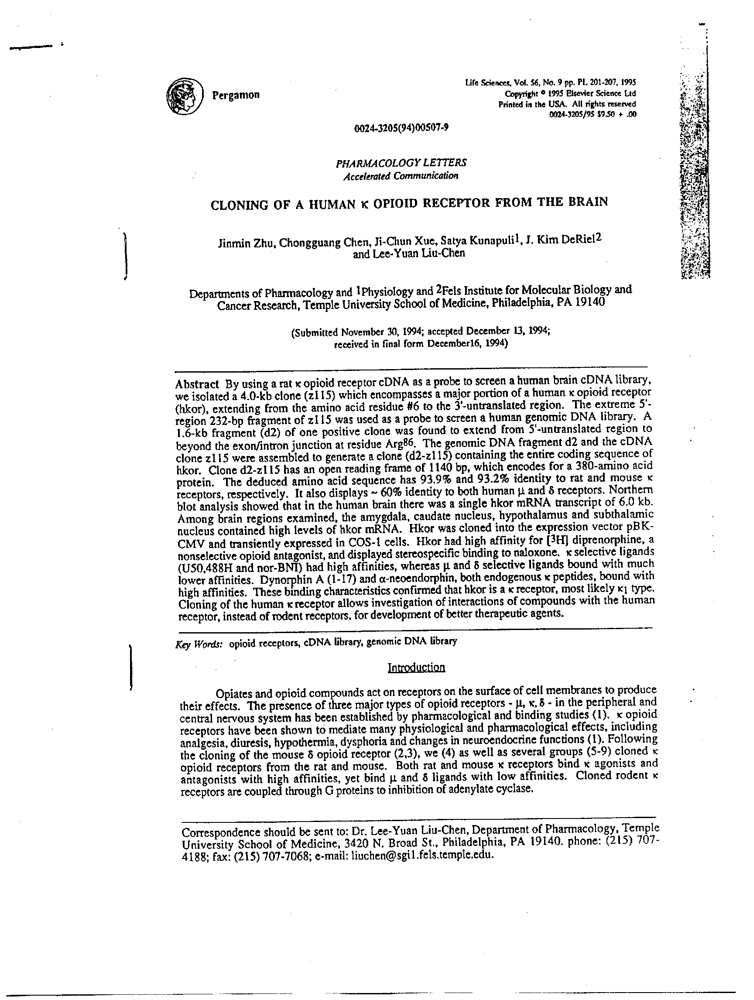 Pergamon
Life Sciences, Vol. 56, No. 9 pp. PL 201-207, 1995
Copyright © 1995 Elsevier Science Ltd
Printed in the USA. All rights reserved
0024-3205/95 $9.50 + .00
0024-3205(94)00507-9
PHARMACOLOGY LETTERS
Accelerated Communication
CLONING OF A HUMAN κ OPIOID RECEPTOR FROM THE BRAIN
Jinmin Zhu, Chongguang Chen, Ji-Chun Xue, Satya Kunapuli1, J. Kim DeRiel2
and Lee-Yuan Liu-Chen
Departments of Pharmacology and 1Physiology and 2Fels Institute for Molecular Biology and
Cancer Research, Temple University School of Medicine, Philadelphia, PA 19140
(Submitted November 30, 1994; accepted December 13, 1994;
received in final form December16, 1994)
Abstract By using a rat κ opioid receptor cDNA as a probe to screen a human brain cDNA library,
we isolated a 4.0-kb clone (z115) which encompasses a major portion of a human κ opioid receptor
(hkor), extending from the amino acid residue #6 to the 3'-untranslated region. The extreme 5'-
region 232-bp fragment of z115 was used as a probe to screen a human genomic DNA library. A
1.6-kb fragment (d2) of one positive clone was found to extend from 5'-untranslated region to
beyond the exon/intron junction at residue Arg86. The genomic DNA fragment d2 and the cDNA
clone z115 were assembled to generate a clone (d2-z115) containing the entire coding sequence of
hkor. Clone d2-z115 has an open reading frame of 1140 bp, which encodes for a 380-amino acid
protein. The deduced amino acid sequence has 93.9% and 93.2% identity to rat and mouse κ
receptors, respectively. It also displays ~ 60% identity to both human μ and δ receptors. Northern
blot analysis showed that in the human brain there was a single hkor mRNA transcript of 6.0 kb.
Among brain regions examined, the amygdala, caudate nucleus, hypothalamus and subthalamic
nucleus contained high levels of hkor mRNA. Hkor was cloned into the expression vector pBK-
CMV and transiently expressed in COS-1 cells. Hkor had high affinity for [3H] diprenorphine, a
nonselective opioid antagonist, and displayed stereospecific binding to naloxone. κ selective ligands
(U50,488H and nor-BNI) had high affinities, whereas μ and δ selective ligands bound with much
lower affinities. Dynorphin A (1-17) and α-neoendorphin, both endogenous κ peptides, bound with
high affinities. These binding characteristics confirmed that hkor is a κ receptor, most likely κ1 type.
Cloning of the human κ receptor allows investigation of interactions of compounds with the human
receptor, instead of rodent receptors, for development of better therapeutic agents.
Key Words: opioid receptors, cDNA library, genomic DNA library
Introduction
Opiates and opioid compounds act on receptors on the surface of cell membranes to produce
their effects. The presence of three major types of opioid receptors - μ, κ, δ - in the peripheral and
central nervous system has been established by pharmacological and binding studies (1). κ opioid
receptors have been shown to mediate many physiological and pharmacological effects, including
analgesia, diuresis, hypothermia, dysphoria and changes in neuroendocrine functions (1). Following
the cloning of the mouse δ opioid receptor (2,3), we (4) as well as several groups (5-9) cloned κ
opioid receptors from the rat and mouse. Both rat and mouse κ receptors bind κ agonists and
antagonists with high affinities, yet bind μ and δ ligands with low affinities. Cloned rodent κ
receptors are coupled through G proteins to inhibition of adenylate cyclase.
Correspondence should be sent to: Dr. Lee-Yuan Liu-Chen, Department of Pharmacology, Temple
University School of Medicine, 3420 N. Broad St., Philadelphia, PA 19140. phone: (215) 707-
4188; fax: (215) 707-7068; e-mail: liuchen@sgi1.fels.temple.edu.